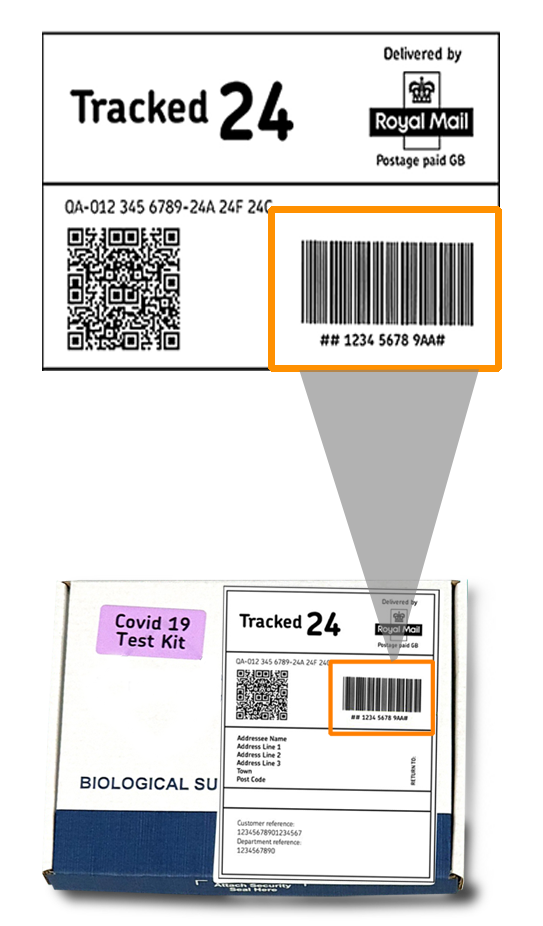 Delivered by
Tracked 24
Royal Mail
Postage paid GB
QA-012 345 6789-24A 24F 24C
## 1234 5678 9AA#
Covid 19
Test Kit
Delivered by
Tracked 24
Royal Mail
Postage paid GB
QA-012 345 6789-24A 24F 24C
## 1234 5678 9AA#
Addressee Name
Address Line 1
Address Line 2
Address Line 3
Town
Post Code
RETURN TO:
BIOLOGICAL SU
Customer reference:
12345678901234567
Department reference:
1234567890
Attach Security
Seal Here